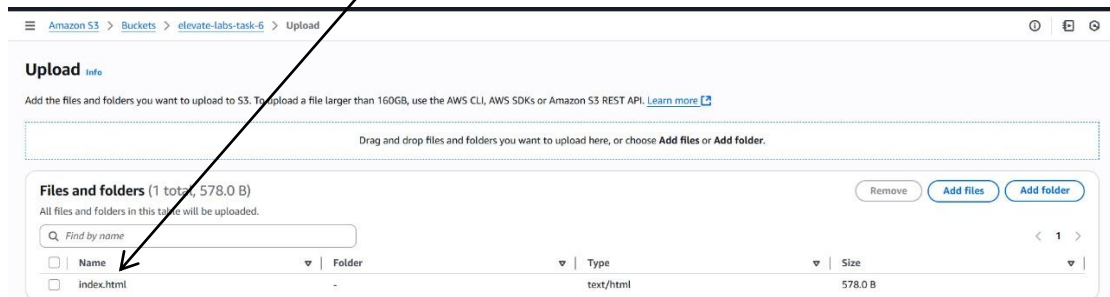 Amazon S3 > Buckets > elevate-labs-task-6 > Upload
Upload Info
Add the files and folders you want to upload to S3. To upload a file larger than 160GB, use the AWS CLI, AWS SDKs or Amazon S3 REST API. Learn more
Drag and drop files and folders you want to upload here, or choose Add files or Add folder.
Files and folders (1 total, 578.0 B) Remove Add files Add folder
All files and folders in this table will be uploaded.
Find by name < 1 >
Name Folder Type Size
index.html - text/html 578.0 B